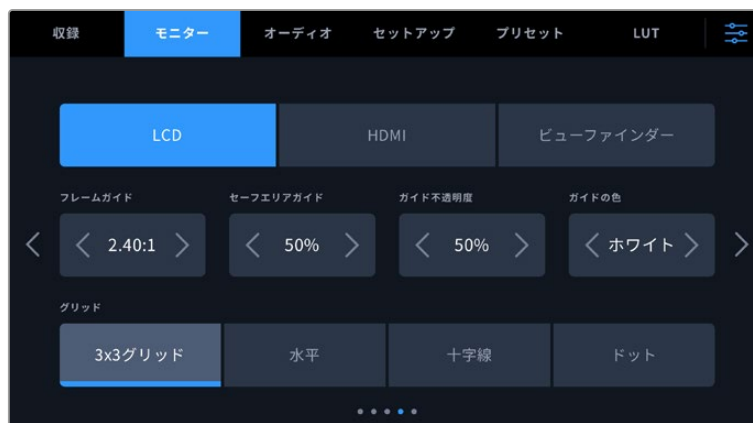 収録 モニター オーディオ セットアップ プリセット LUT
LCD HDMI ビューファインダー
フレームガイド セーフエリアガイド ガイド不透明度 ガイドの色
2.40:1 50% 50% ホワイト
グリッド
3x3グリッド 水平 十字線 ドット